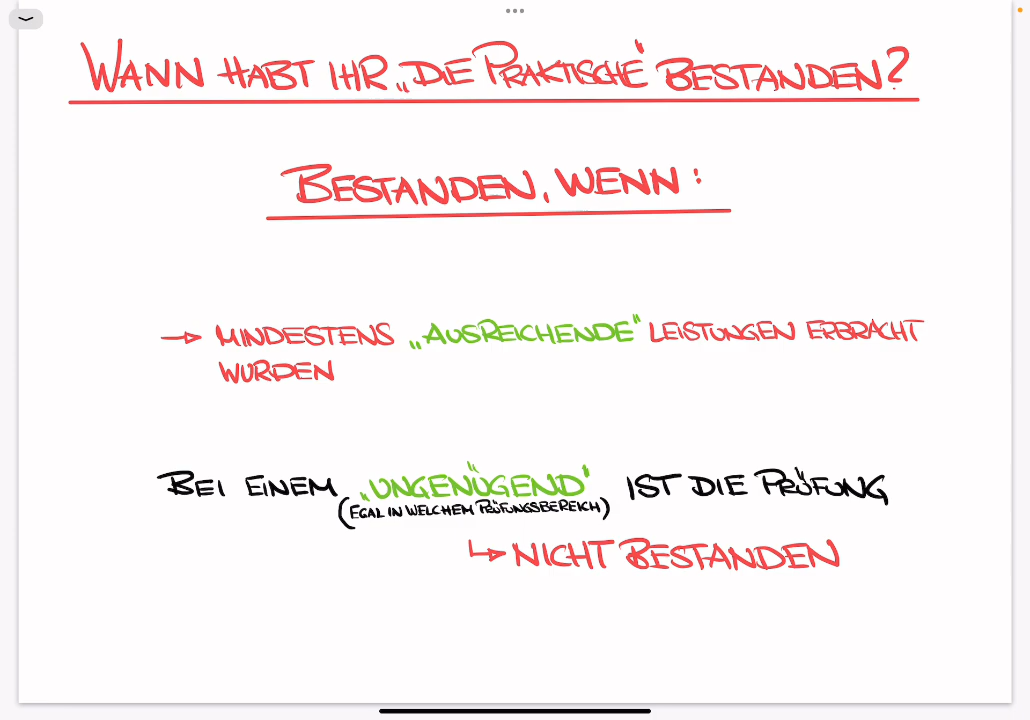 WANN HABT IHR „DIE PRAKTISCHE“ BESTANDEN?
BESTANDEN, WENN:
→ MINDESTENS „AUSREICHENDE“ LEISTUNGEN ERBRACHT
WURDEN
BEI EINEM „UNGENÜGEND“ IST DIE PRÜFUNG
(EGAL IN WELCHEM PRÜFUNGSBEREICH)
↳ NICHT BESTANDEN